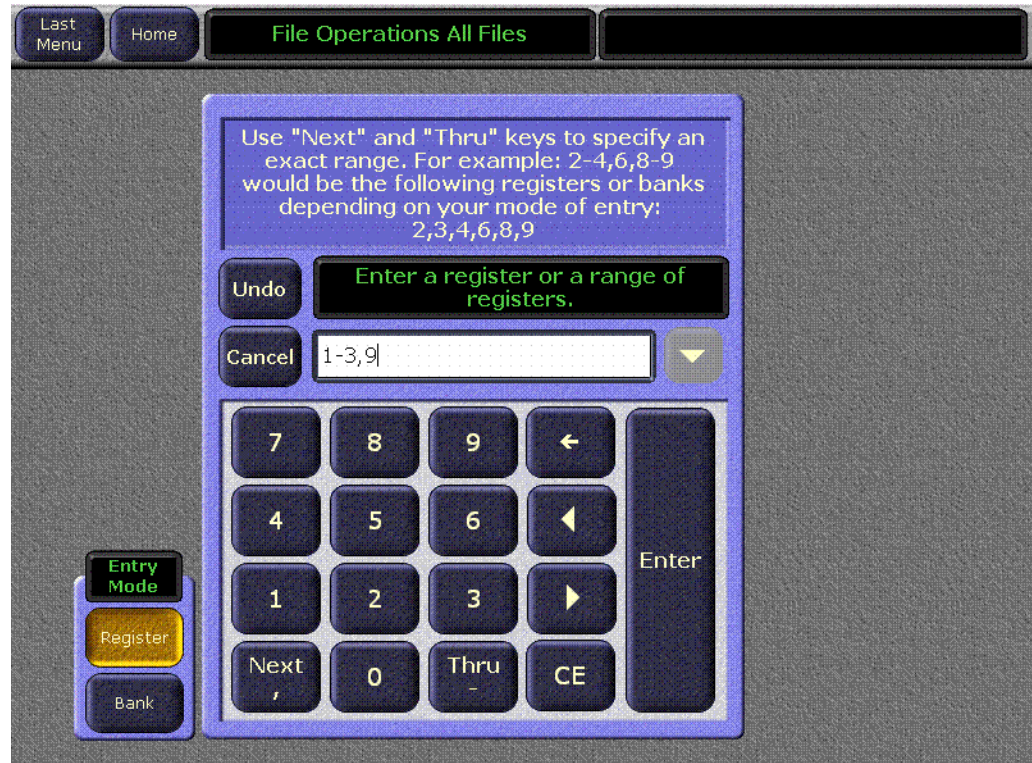 Last
Menu
Home
File Operations All Files
Use "Next" and "Thru" keys to specify an
exact range. For example: 2-4,6,8-9
would be the following registers or banks
depending on your mode of entry:
2,3,4,6,8,9
Undo
Enter a register or a range of
registers.
Cancel
1-3,9
7
8
9
4
5
6
Enter
1
2
3
Next
,
0
Thru
-
CE
Entry
Mode
Register
Bank